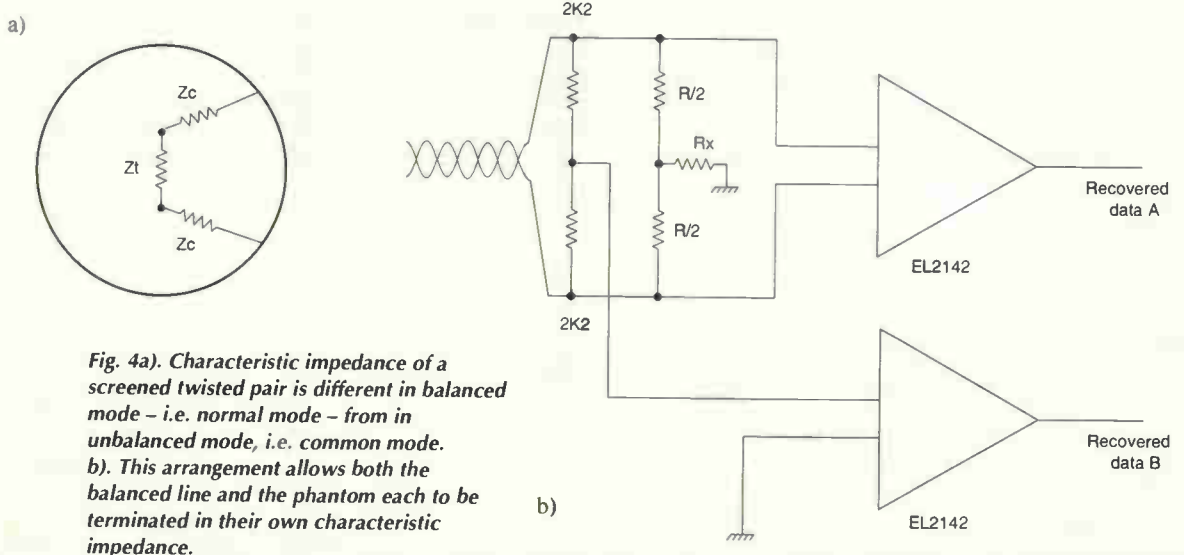 a)
Zc
Zt
Zc
2K2
R/2
Rx
R/2
2K2
EL2142
Recovered
data A
EL2142
Recovered
data B
Fig. 4a). Characteristic impedance of a
screened twisted pair is different in balanced
mode – i.e. normal mode – from in
unbalanced mode, i.e. common mode.
b). This arrangement allows both the
balanced line and the phantom each to be
terminated in their own characteristic
impedance.
b)